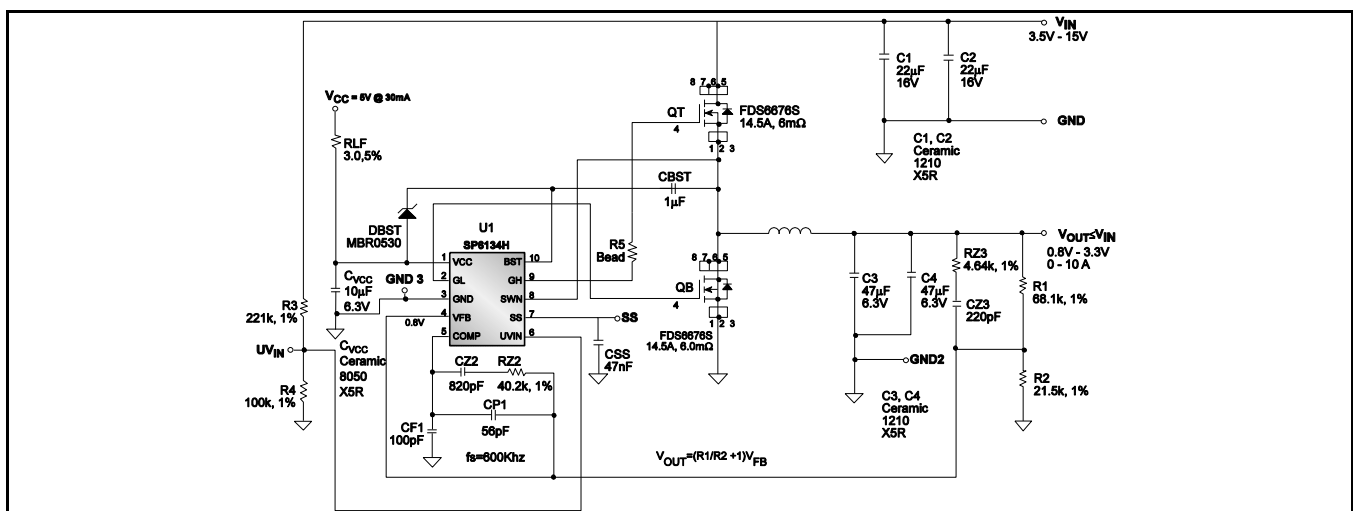 VIN
3.5V - 15V
C1
22μF
16V
C2
22μF
16V
GND
C1, C2
Ceramic
1210
X5R
8 7 6 5
QT
4
FDS6676S
14.5A, 6mΩ
1 2 3
VCC = 5V @ 30mA
RLF
3.0,5%
CBST
1μF
DBST
MBR0530
U1
SP6134H
1 VCC BST 10
2 GL GH 9
3 GND SWN 8
4 VFB SS 7
5 COMP UVIN 6
R5
Bead
CVCC
10μF
6.3V
GND 3
0.8V
R3
221k, 1%
UVIN
R4
100k, 1%
CVCC
Ceramic
8050
X5R
SS
CSS
47nF
CZ2
820pF
RZ2
40.2k, 1%
CP1
56pF
CF1
100pF
fs=600Khz
8 7 6 5
QB
4
1 2 3
FDS6676S
14.5A, 6.0mΩ
VOUT≤VIN
0.8V - 3.3V
0 - 10 A
C3
47μF
6.3V
C4
47μF
6.3V
RZ3
4.64k, 1%
CZ3
220pF
R1
68.1k, 1%
GND2
R2
21.5k, 1%
C3, C4
Ceramic
1210
X5R
VOUT=(R1/R2 +1)VFB